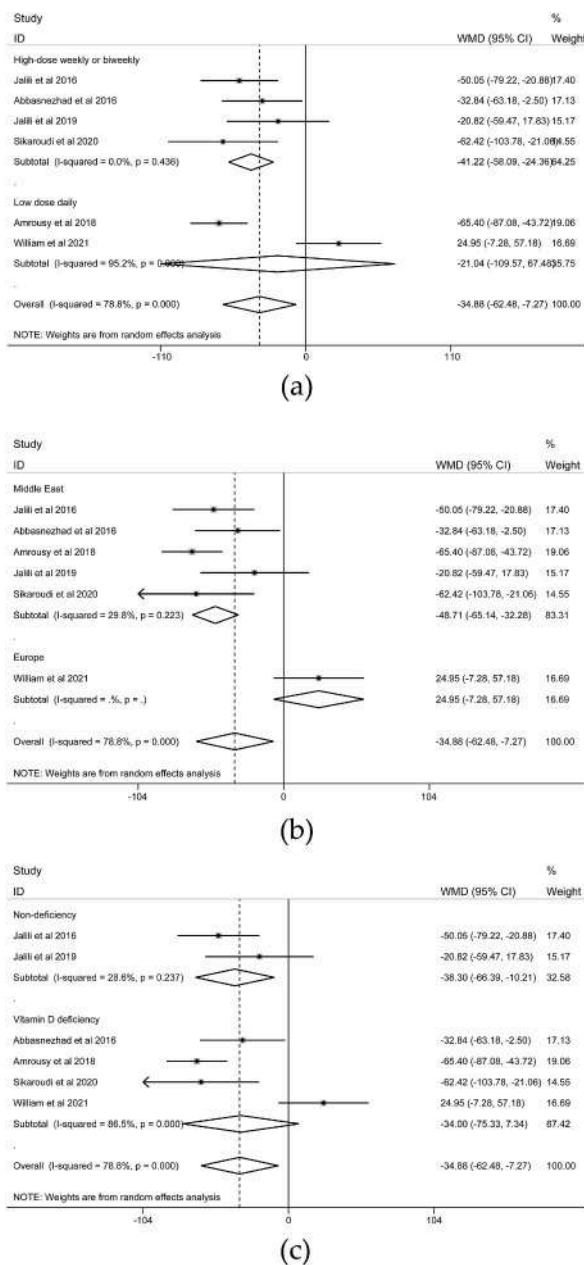 Study %
ID WMD (95% CI) Weight
High-dose weekly or biweekly
Jalili et al 2016 -50.05 (-79.22, -20.88) 17.40
Abbasnezhad et al 2016 -32.84 (-63.18, -2.50) 17.13
Jalili et al 2019 -20.82 (-59.47, 17.83) 15.17
Sikaroudi et al 2020 -62.42 (-103.78, -21.06) 14.55
Subtotal (I-squared = 0.0%, p = 0.436) -41.22 (-58.09, -24.36) 64.25
.
Low dose daily
Amrousy et al 2018 -65.40 (-87.08, -43.72) 19.06
William et al 2021 24.95 (-7.28, 57.18) 16.69
Subtotal (I-squared = 95.2%, p = 0.000) -21.04 (-109.57, 67.48) 35.75
.
Overall (I-squared = 78.8%, p = 0.000) -34.88 (-62.48, -7.27) 100.00
NOTE: Weights are from random effects analysis
-110 0 110
(a)
Study %
ID WMD (95% CI) Weight
Middle East
Jalili et al 2016 -50.05 (-79.22, -20.88) 17.40
Abbasnezhad et al 2016 -32.84 (-63.18, -2.50) 17.13
Amrousy et al 2018 -65.40 (-87.08, -43.72) 19.06
Jalili et al 2019 -20.82 (-59.47, 17.83) 15.17
Sikaroudi et al 2020 -62.42 (-103.78, -21.06) 14.55
Subtotal (I-squared = 29.8%, p = 0.223) -48.71 (-65.14, -32.28) 83.31
.
Europe
William et al 2021 24.95 (-7.28, 57.18) 16.69
Subtotal (I-squared = .%, p = .) 24.95 (-7.28, 57.18) 16.69
.
Overall (I-squared = 78.8%, p = 0.000) -34.88 (-62.48, -7.27) 100.00
NOTE: Weights are from random effects analysis
-104 0 104
(b)
Study %
ID WMD (95% CI) Weight
Non-deficiency
Jalili et al 2016 -50.05 (-79.22, -20.88) 17.40
Jalili et al 2019 -20.82 (-59.47, 17.83) 15.17
Subtotal (I-squared = 28.6%, p = 0.237) -38.30 (-66.39, -10.21) 32.58
.
Vitamin D deficiency
Abbasnezhad et al 2016 -32.84 (-63.18, -2.50) 17.13
Amrousy et al 2018 -65.40 (-87.08, -43.72) 19.06
Sikaroudi et al 2020 -62.42 (-103.78, -21.06) 14.55
William et al 2021 24.95 (-7.28, 57.18) 16.69
Subtotal (I-squared = 86.5%, p = 0.000) -34.00 (-75.33, 7.34) 67.42
.
Overall (I-squared = 78.8%, p = 0.000) -34.88 (-62.48, -7.27) 100.00
NOTE: Weights are from random effects analysis
-104 0 104
(c)